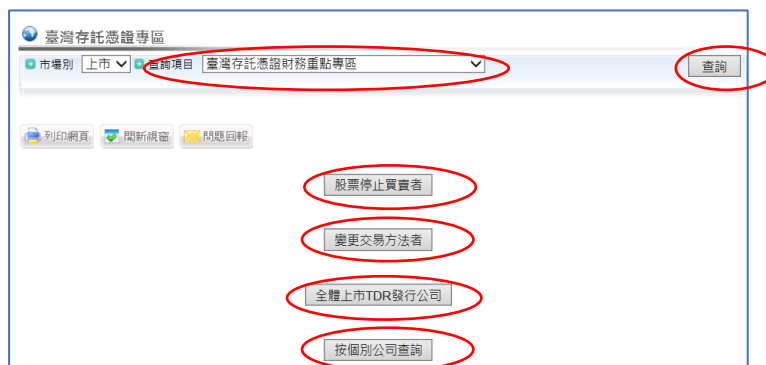 臺灣存託憑證專區
市場別 上市 查詢項目 臺灣存託憑證財務重點專區 查詢
列印網頁 開新視窗 問題回報
股票停止買賣者
變更交易方法者
全體上市TDR發行公司
按個別公司查詢